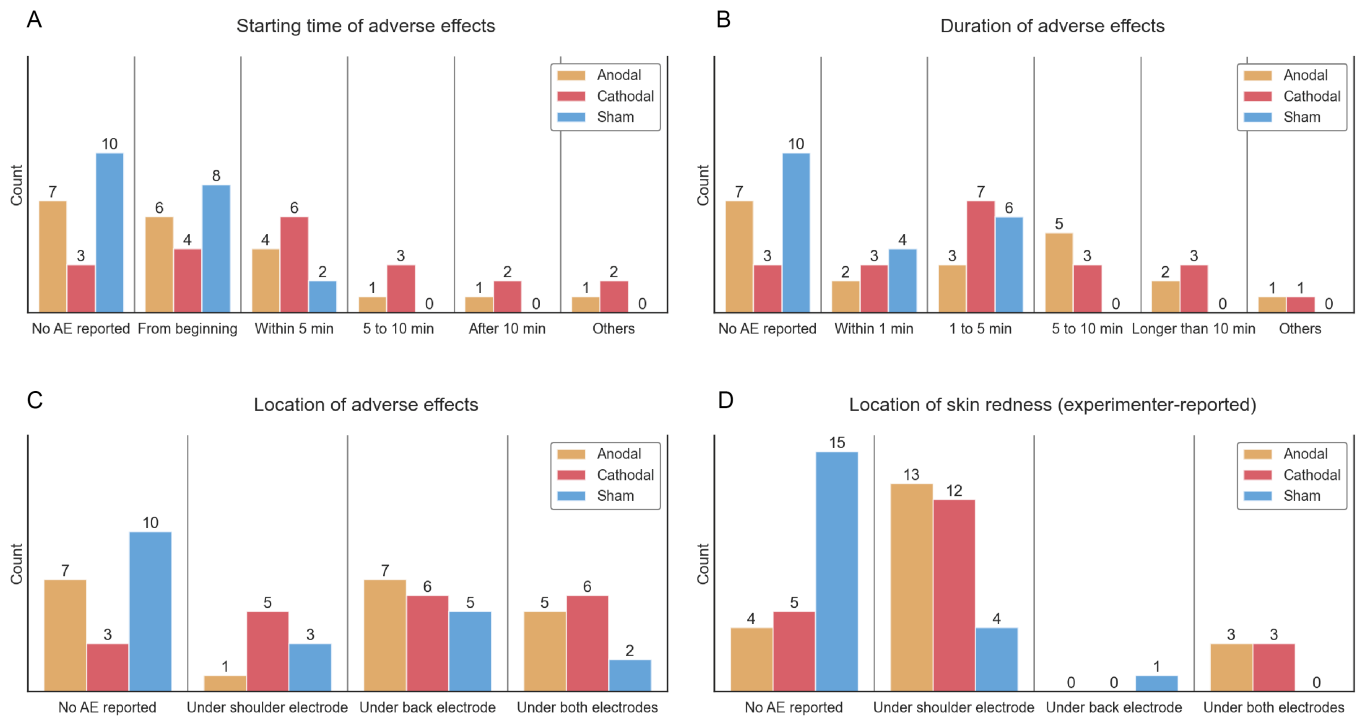 A
Starting time of adverse effects
Anodal
Cathodal
Sham
Count
7 3 10 6 4 8 4 6 2 1 3 0 1 2 0 1 2 0
No AE reported From beginning Within 5 min 5 to 10 min After 10 min Others
B
Duration of adverse effects
Anodal
Cathodal
Sham
Count
7 3 10 2 3 4 3 7 6 5 3 0 2 3 0 1 1 0
No AE reported Within 1 min 1 to 5 min 5 to 10 min Longer than 10 min Others
C
Location of adverse effects
Anodal
Cathodal
Sham
Count
7 3 10 1 5 3 7 6 5 5 6 2
No AE reported Under shoulder electrode Under back electrode Under both electrodes
D
Location of skin redness (experimenter-reported)
Anodal
Cathodal
Sham
Count
4 5 15 13 12 4 0 0 1 3 3 0
No AE reported Under shoulder electrode Under back electrode Under both electrodes